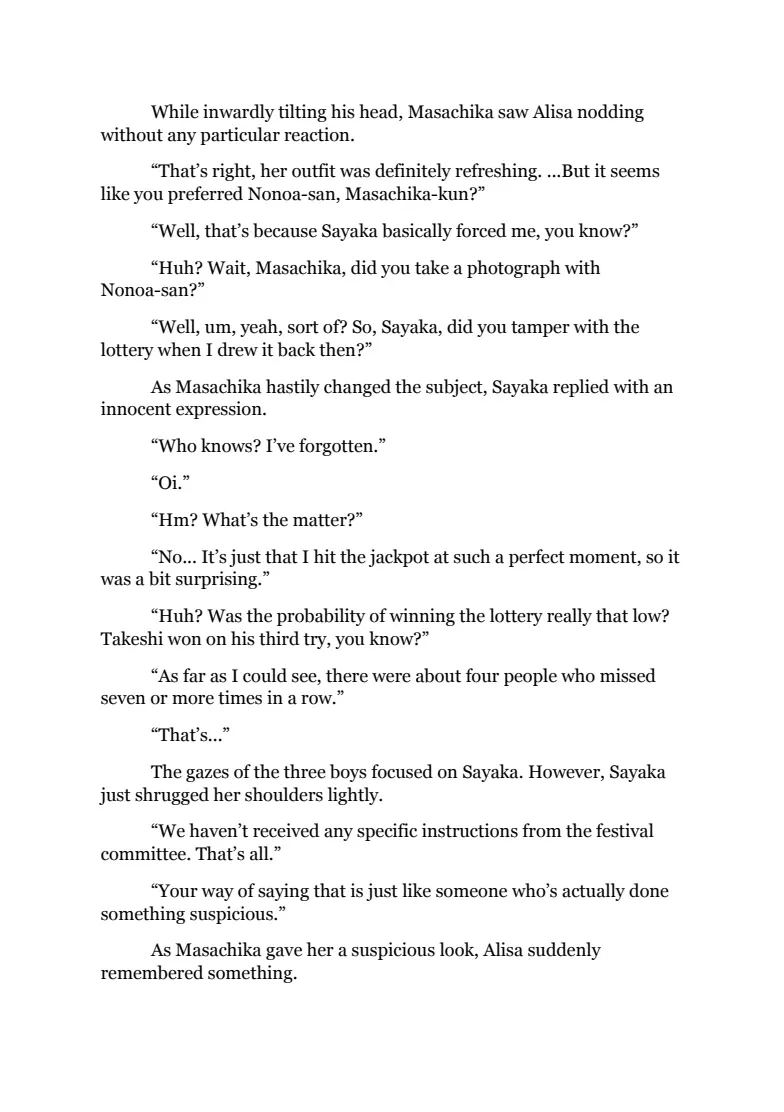 While inwardly tilting his head, Masachika saw Alisa nodding
without any particular reaction.
“That’s right, her outfit was definitely refreshing. ...But it seems
like you preferred Nonoa-san, Masachika-kun?”
“Well, that’s because Sayaka basically forced me, you know?”
“Huh? Wait, Masachika, did you take a photograph with
Nonoa-san?”
“Well, um, yeah, sort of? So, Sayaka, did you tamper with the
lottery when I drew it back then?”
As Masachika hastily changed the subject, Sayaka replied with an
innocent expression.
“Who knows? I’ve forgotten.”
“Oi.”
“Hm? What’s the matter?”
“No... It’s just that I hit the jackpot at such a perfect moment, so it
was a bit surprising.”
“Huh? Was the probability of winning the lottery really that low?
Takeshi won on his third try, you know?”
“As far as I could see, there were about four people who missed
seven or more times in a row.”
“That’s...”
The gazes of the three boys focused on Sayaka. However, Sayaka
just shrugged her shoulders lightly.
“We haven’t received any specific instructions from the festival
committee. That’s all.”
“Your way of saying that is just like someone who’s actually done
something suspicious.”
As Masachika gave her a suspicious look, Alisa suddenly
remembered something.